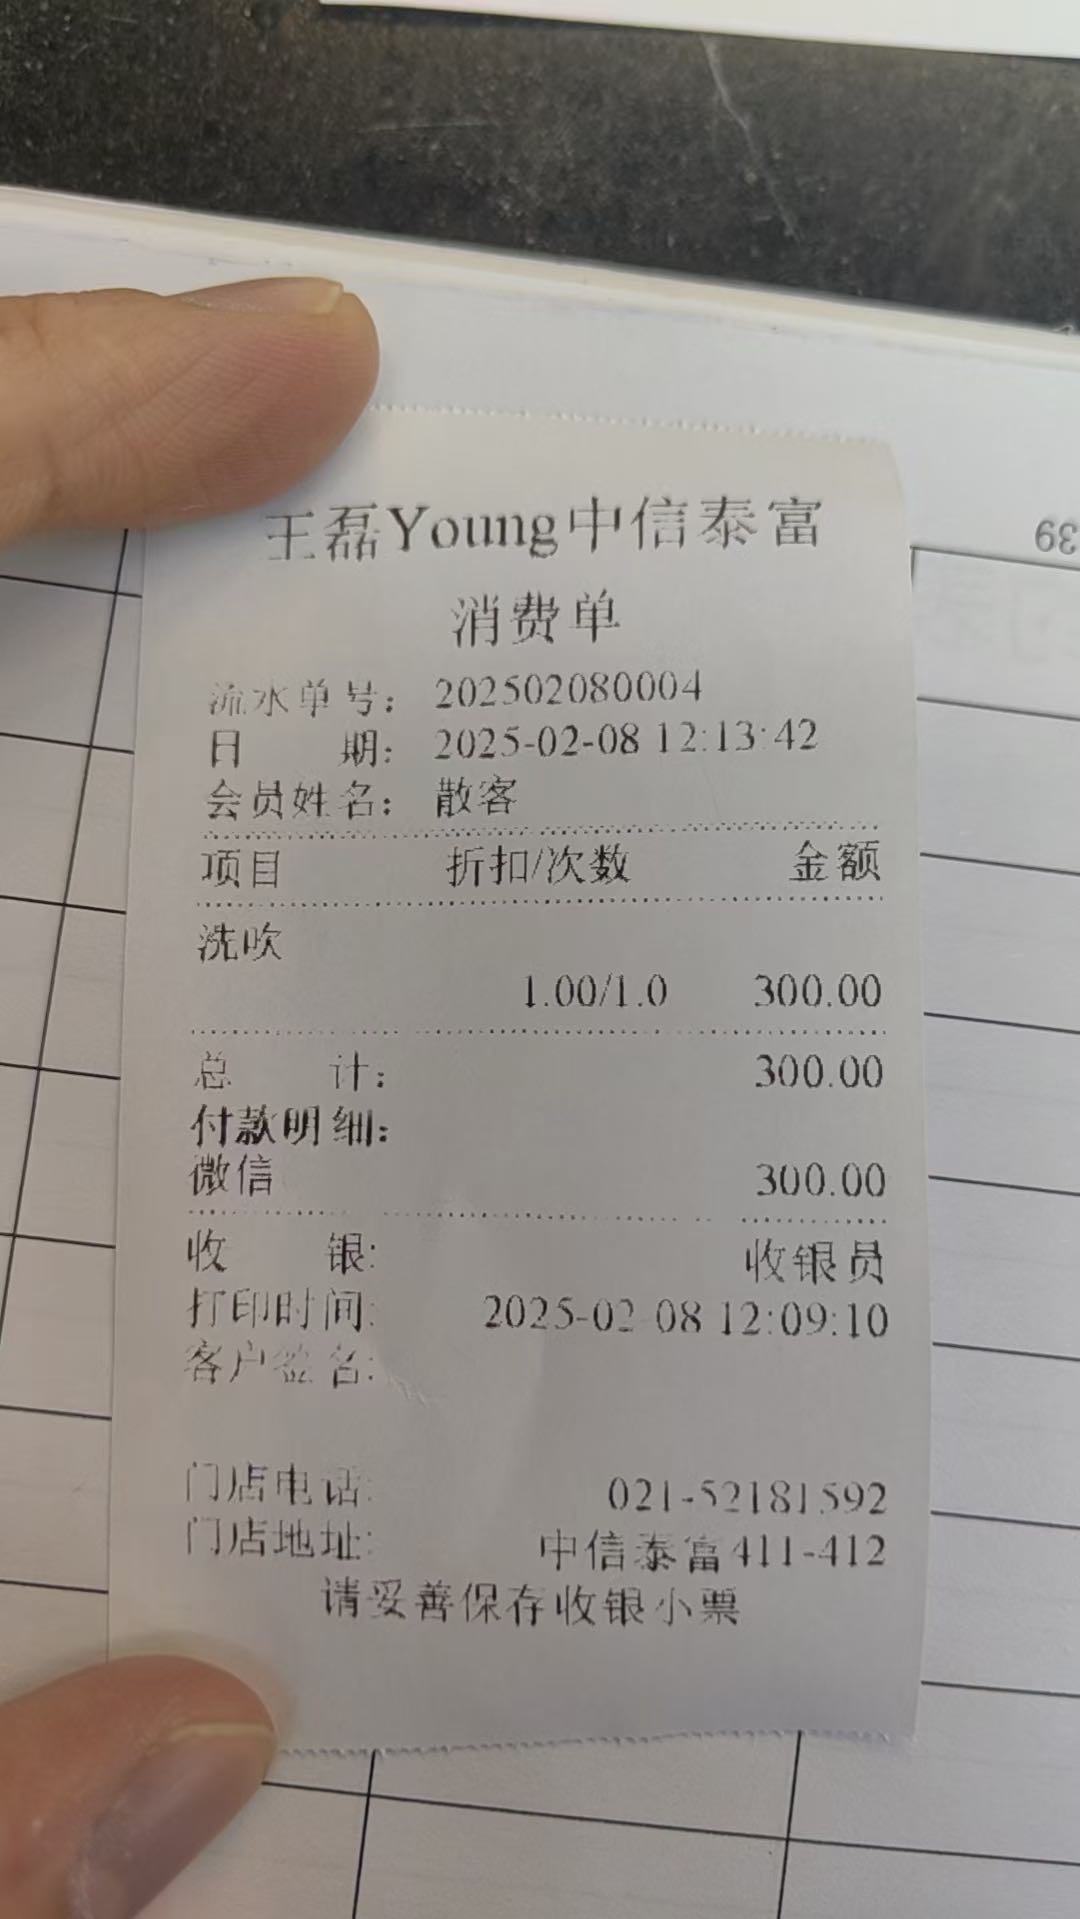 王磊Young中信泰富
消费单
流水单号： 202502080004
日 期： 2025-02-08 12:13:42
会员姓名： 散客
项目 折扣/次数 金额
洗吹
1.00/1.0 300.00
总 计： 300.00
付款明细：
微信 300.00
收 银: 收银员
打印时间: 2025-02-08 12:09:10
客户签名:
门店电话: 021-52181592
门店地址: 中信泰富411-412
请妥善保存收银小票
39